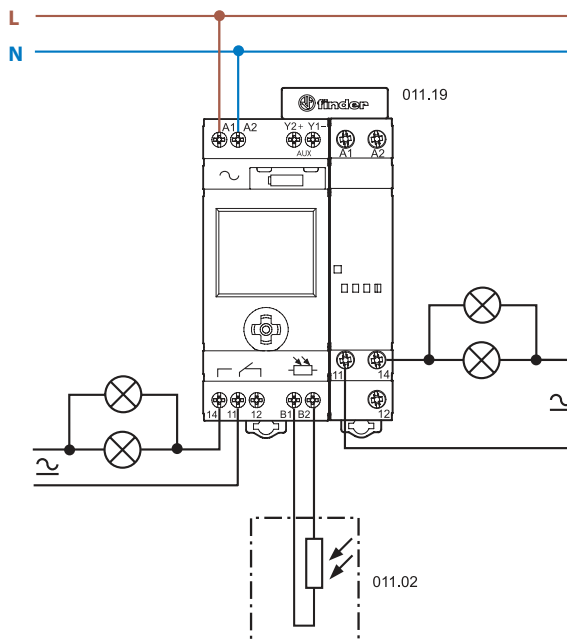 L
N
finder
011.19
A1 A2 Y2+ Y1–
AUX
A1 A2
11 14
14 11 12 B1 B2 12
011.02